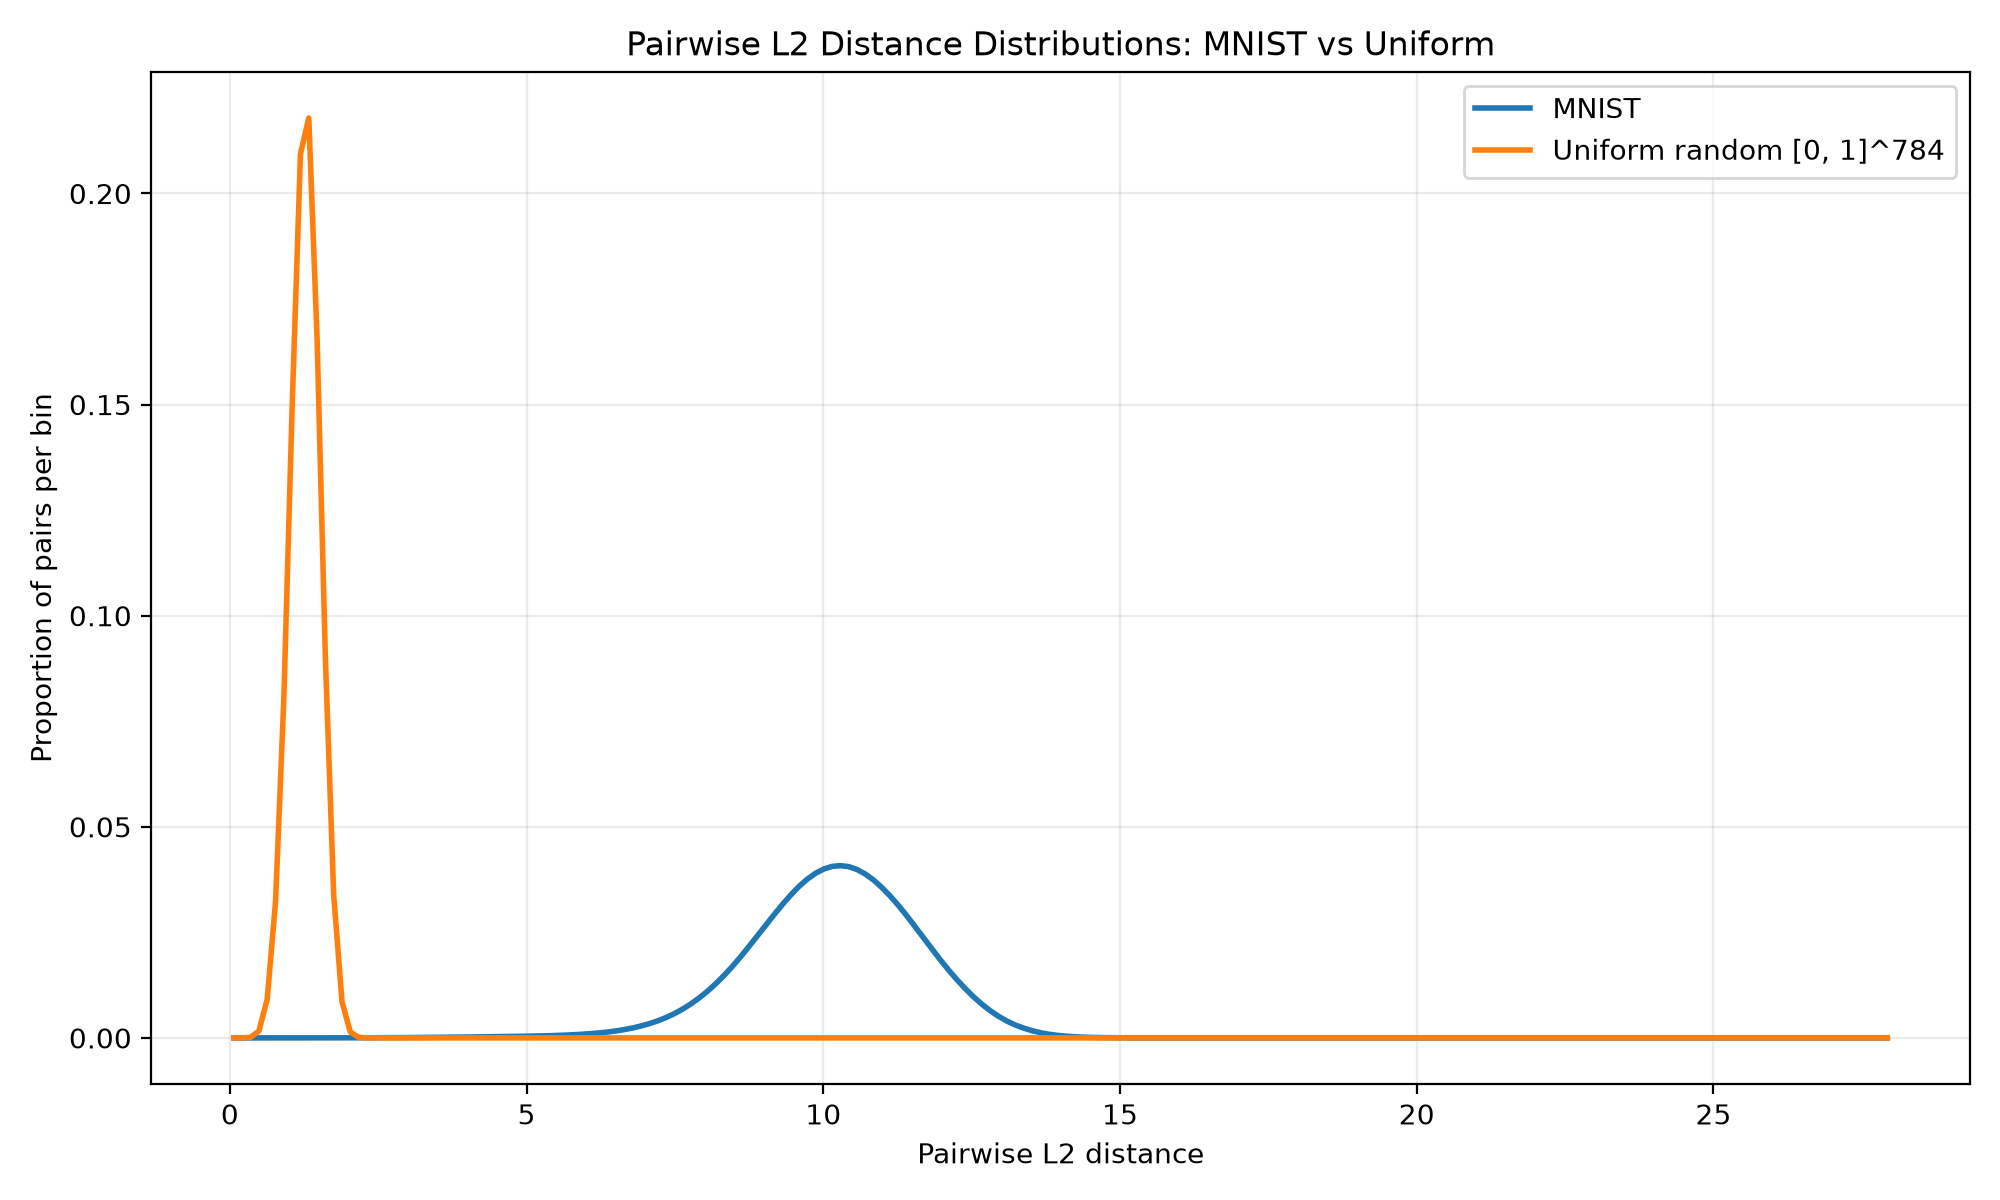 Pairwise L2 Distance Distributions: MNIST vs Uniform
MNIST
Uniform random [0, 1]^784
Proportion of pairs per bin
0.20
0.15
0.10
0.05
0.00
0 5 10 15 20 25
Pairwise L2 distance